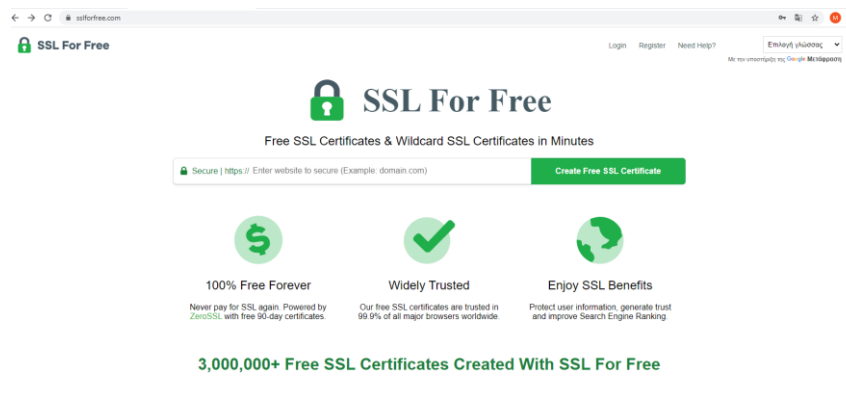 sslforfree.com
M
SSL For Free
Login Register Need Help?
Επιλογή γλώσσας
Με την υποστήριξη της Google Μετάφραση
SSL For Free
Free SSL Certificates & Wildcard SSL Certificates in Minutes
Secure | https:// Enter website to secure (Example: domain.com)
Create Free SSL Certificate
100% Free Forever
Never pay for SSL again. Powered by
ZeroSSL with free 90-day certificates.
Widely Trusted
Our free SSL certificates are trusted in
99.9% of all major browsers worldwide.
Enjoy SSL Benefits
Protect user information, generate trust
and improve Search Engine Ranking.
3,000,000+ Free SSL Certificates Created With SSL For Free